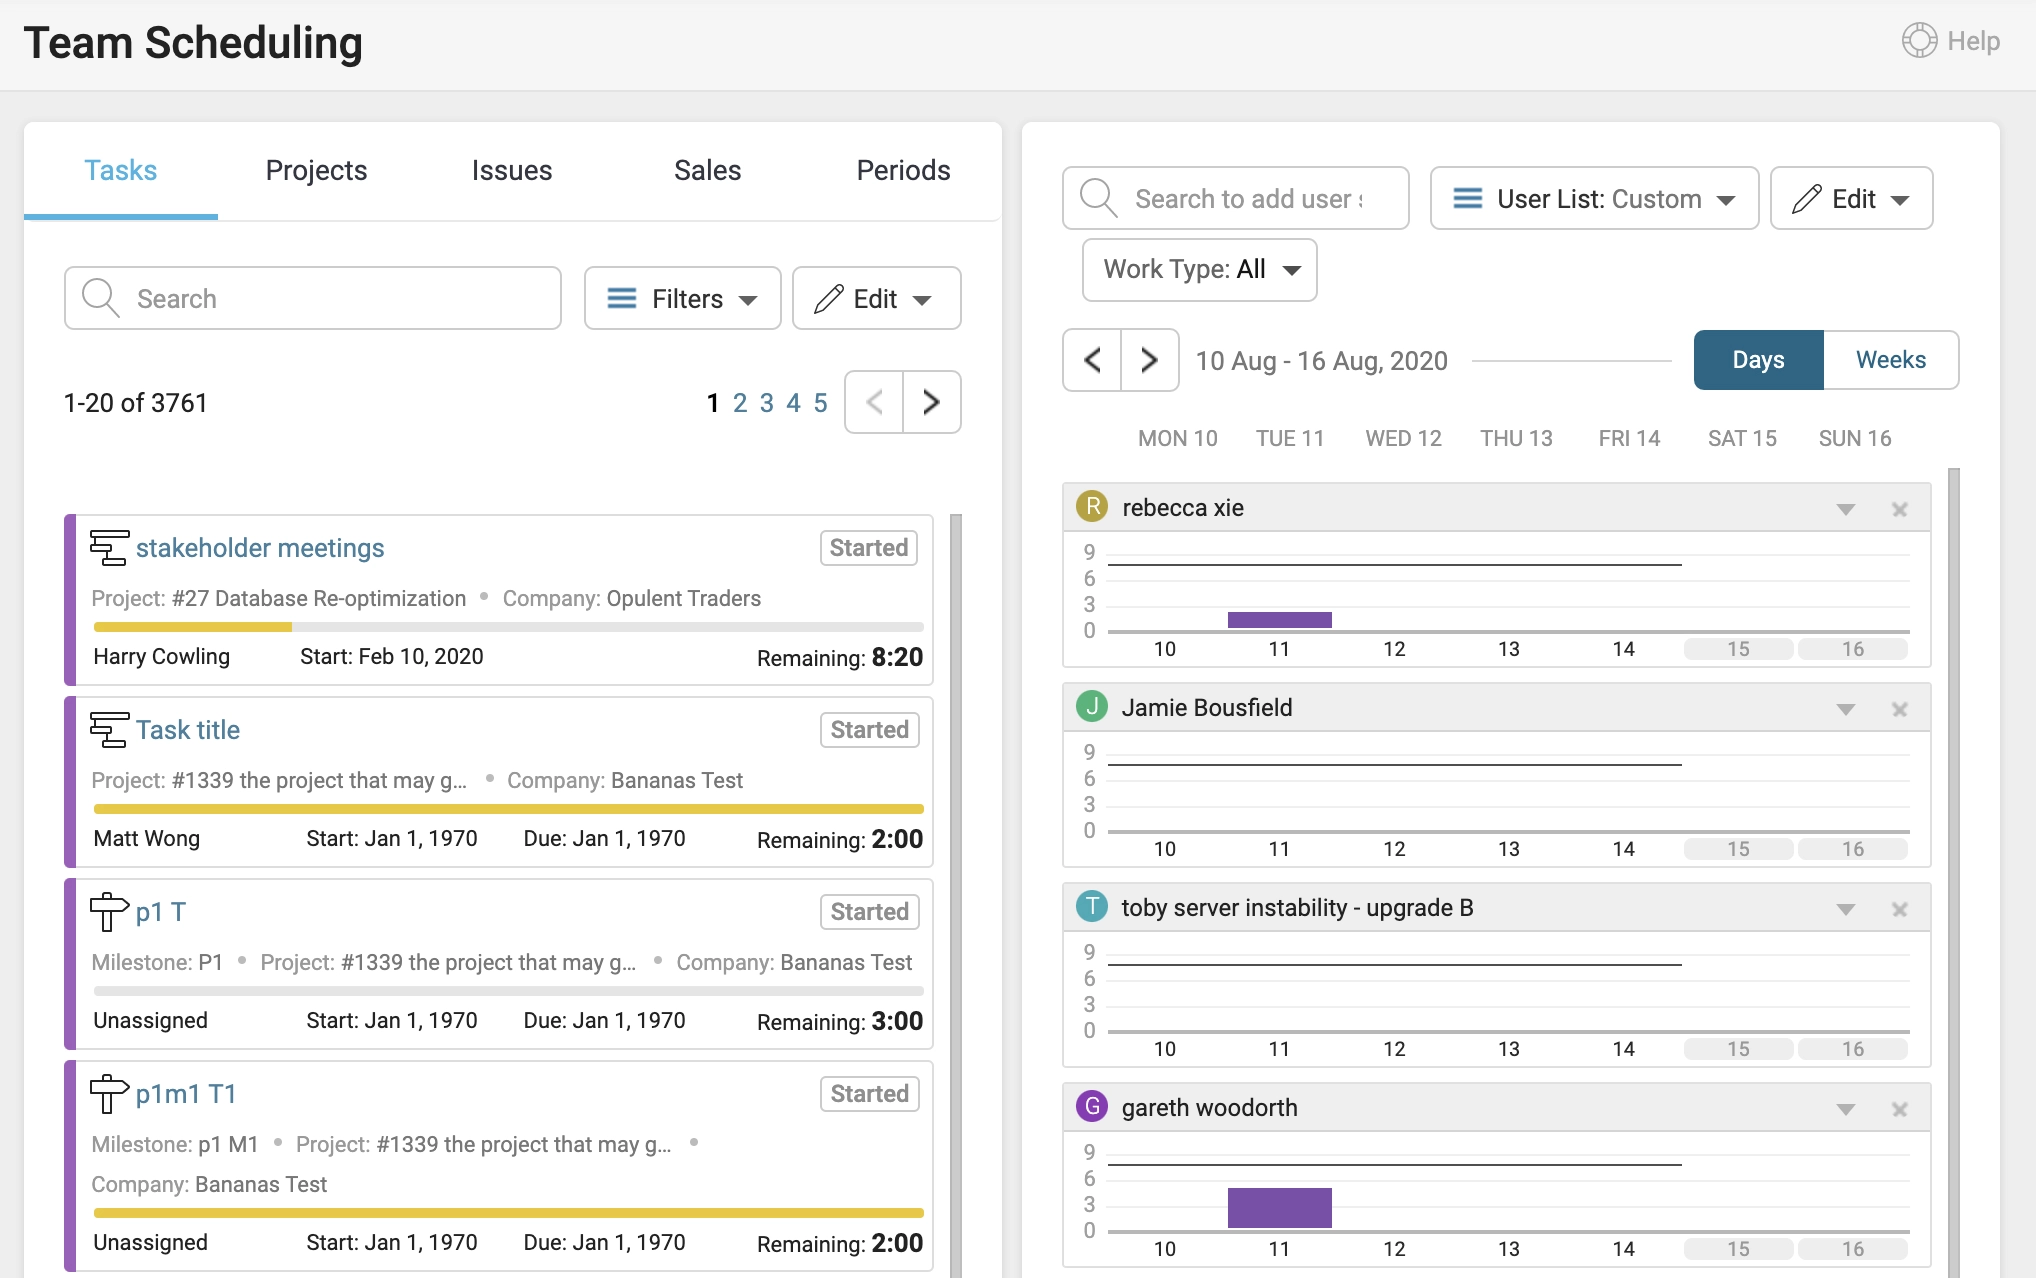 Team Scheduling
Help
Tasks Projects Issues Sales Periods
Search Filters Edit
1-20 of 3761 1 2 3 4 5
stakeholder meetings Started
Project: #27 Database Re-optimization • Company: Opulent Traders
Harry Cowling Start: Feb 10, 2020 Remaining: 8:20
Task title Started
Project: #1339 the project that may g... • Company: Bananas Test
Matt Wong Start: Jan 1, 1970 Due: Jan 1, 1970 Remaining: 2:00
p1 T Started
Milestone: P1 • Project: #1339 the project that may g... • Company: Bananas Test
Unassigned Start: Jan 1, 1970 Due: Jan 1, 1970 Remaining: 3:00
p1m1 T1 Started
Milestone: p1 M1 • Project: #1339 the project that may g... •
Company: Bananas Test
Unassigned Start: Jan 1, 1970 Due: Jan 1, 1970 Remaining: 2:00
Search to add user User List: Custom Edit
Work Type: All
10 Aug - 16 Aug, 2020 Days Weeks
MON 10 TUE 11 WED 12 THU 13 FRI 14 SAT 15 SUN 16
R rebecca xie
9
6
3
0
10 11 12 13 14 15 16
J Jamie Bousfield
9
6
3
0
10 11 12 13 14 15 16
T toby server instability - upgrade B
9
6
3
0
10 11 12 13 14 15 16
G gareth woodorth
9
6
3
0
10 11 12 13 14 15 16